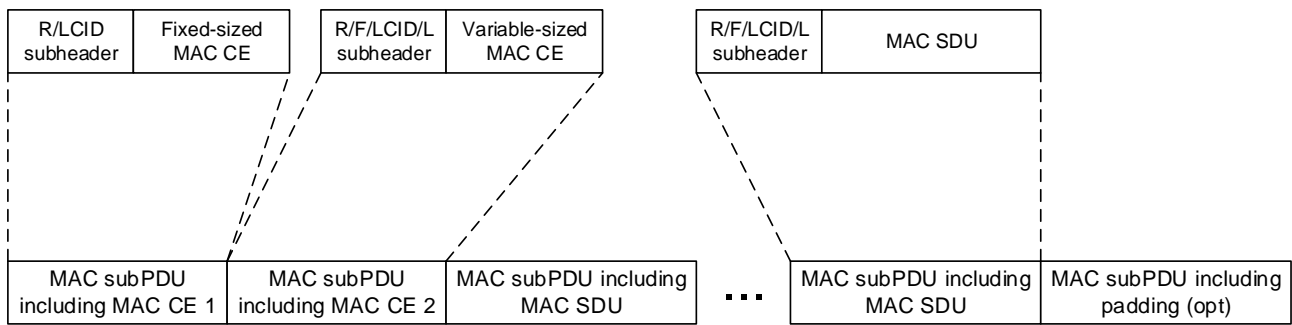 R/LCID
subheader
Fixed-sized
MAC CE
R/F/LCID/L
subheader
Variable-sized
MAC CE
R/F/LCID/L
subheader
MAC SDU
MAC subPDU
including MAC CE 1
MAC subPDU
including MAC CE 2
MAC subPDU including
MAC SDU
...
MAC subPDU including
MAC SDU
MAC subPDU including
padding (opt)